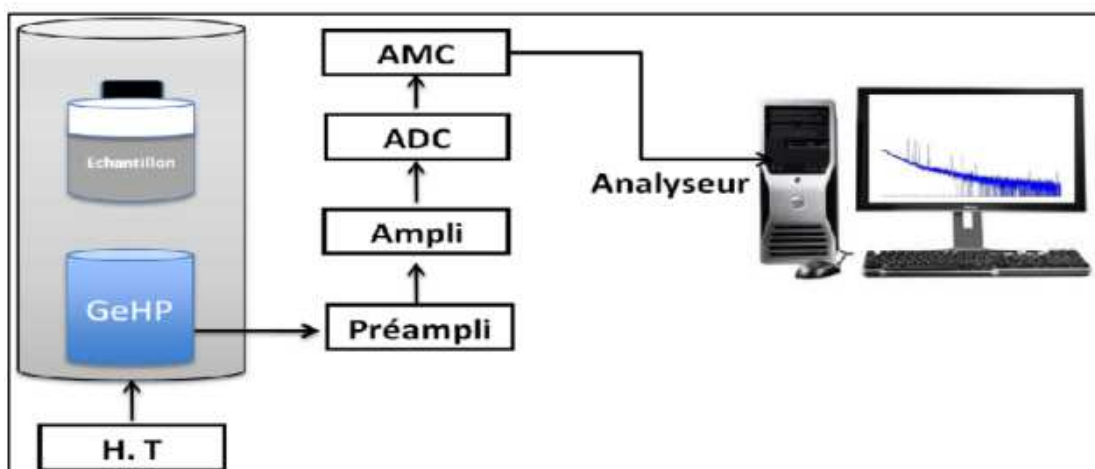 AMC
Echantillon
ADC
Analyseur
Ampli
GeHP
Préampli
H. T